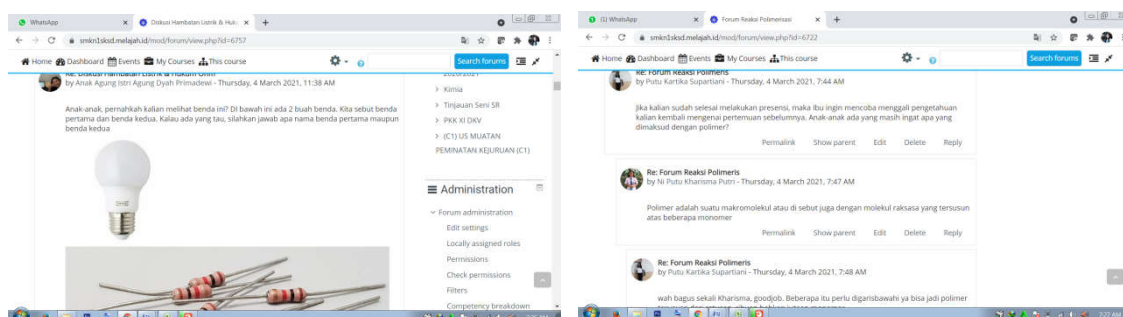 WhatsApp
Diskusi Hambatan Listrik & Huku
smkn1sksd.melajah.id/mod/forum/view.php?id=6757
Home Dashboard Events My Courses This course
Search forums
Re: Diskusi Hambatan Listrik & Hukum Ohm
by Anak Agung Istri Agung Dyah Primadewi - Thursday, 4 March 2021, 11:38 AM
Anak-anak, pernahkah kalian melihat benda ini? Di bawah ini ada 2 buah benda. Kita sebut benda
pertama dan benda kedua. Kalau ada yang tau, silahkan jawab apa nama benda pertama maupun
benda kedua
2020/2021
Kimia
Tinjauan Seni SR
PKK XI DKV
(C1) US MUATAN
PEMINATAN KEJURUAN (C1)
Administration
Forum administration
Edit settings
Locally assigned roles
Permissions
Check permissions
Filters
Competency breakdown
(1) WhatsApp
Forum Reaksi Polimerisasi
smkn1sksd.melajah.id/mod/forum/view.php?id=6722
Home Dashboard Events My Courses This course
Search forums
Re: Forum Reaksi Polimeris
by Putu Kartika Supartiani - Thursday, 4 March 2021, 7:44 AM
Jika kalian sudah selesai melakukan presensi, maka Ibu ingin mencoba menggali pengetahuan
kalian kembali mengenai pertemuan sebelumnya. Anak-anak ada yang masih ingat apa yang
dimaksud dengan polimer?
Permalink Show parent Edit Delete Reply
Re: Forum Reaksi Polimeris
by Ni Putu Kharisma Putri - Thursday, 4 March 2021, 7:47 AM
Polimer adalah suatu makromolekul atau di sebut juga dengan molekul raksasa yang tersusun
atas beberapa monomer
Permalink Show parent Edit Delete Reply
Re: Forum Reaksi Polimeris
by Putu Kartika Supartiani - Thursday, 4 March 2021, 7:48 AM
wah bagus sekali Kharisma, goodjob. Beberapa itu perlu digarisbawahi ya bisa jadi polimer
7:22 AM